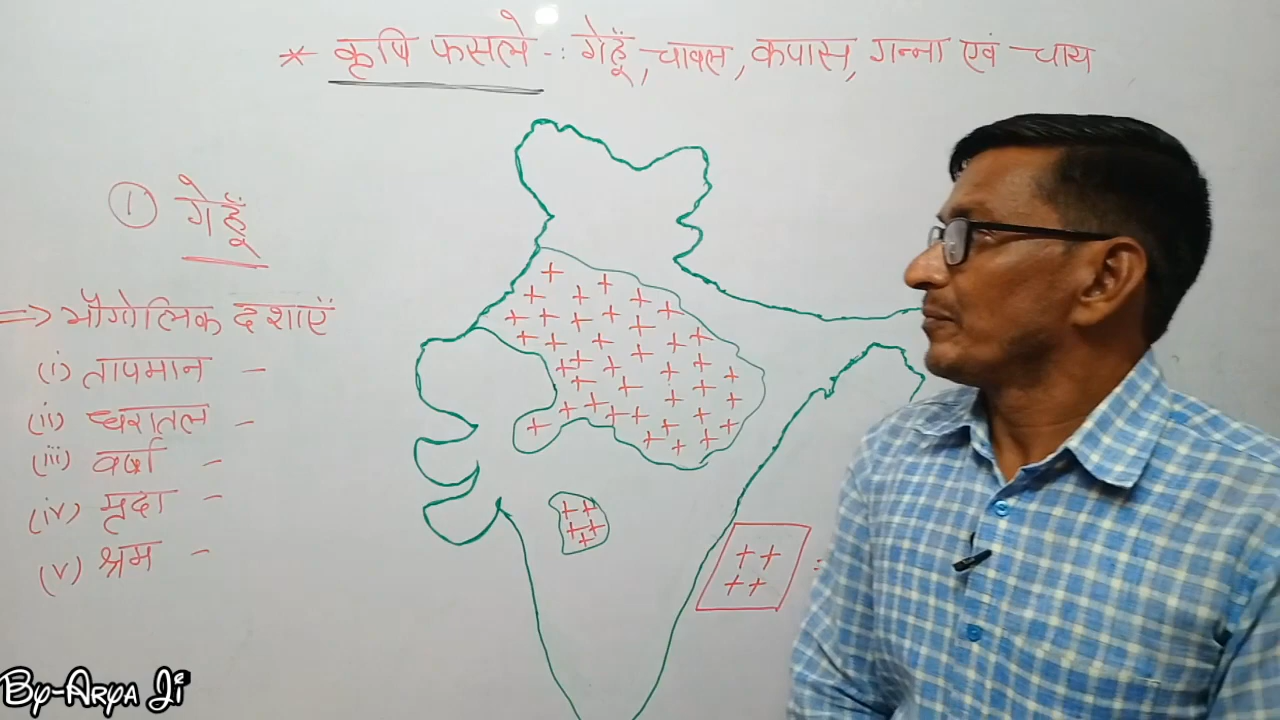 * कृषि फसले -: गेहूँ, चावल, कपास, गन्ना एवं चाय
① गेहूँ
⇒ भौगोलिक दशाएँ
(i) तापमान -
(ii) धरातल -
(iii) वर्षा -
(iv) मृदा -
(v) श्रम -
By-Arya Ji